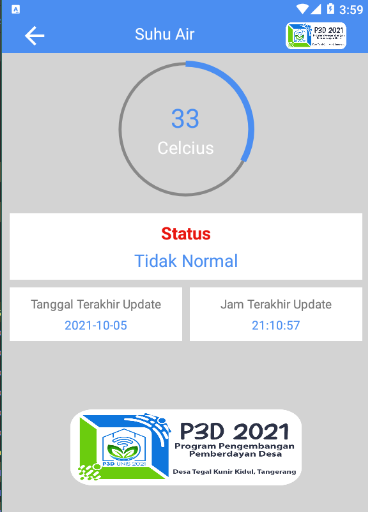 A
3:59
Suhu Air
P3D 2021
33
Celcius
Status
Tidak Normal
Tanggal Terakhir Update
2021-10-05
Jam Terakhir Update
21:10:57
P3D 2021
Program Pengembangan
Pemberdayan Desa
P3D UNIS 2021
Desa Tegal Kunir Kidul, Tangerang